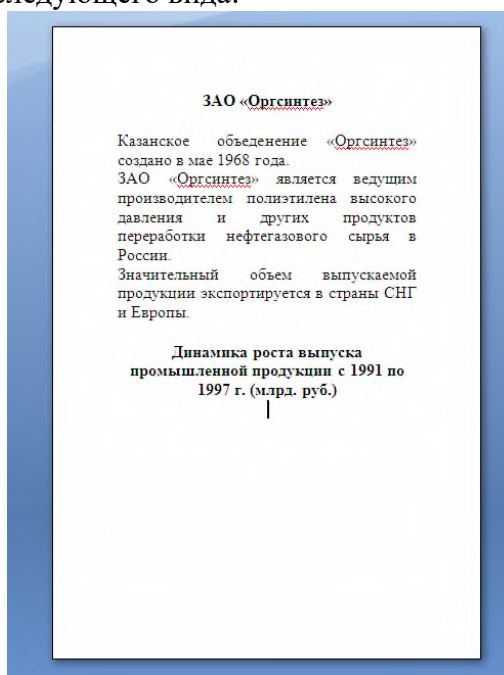 следующего вида:
ЗАО «Оргсинтез»
Казанское объеденение «Оргсинтез»
создано в мае 1968 года.
ЗАО «Оргсинтез» является ведущим
производителем полиэтилена высокого
давления и других продуктов
переработки нефтегазового сырья в
России.
Значительный объем выпускаемой
продукции экспортируется в страны СНГ
и Европы.
Динамика роста выпуска
промышленной продукции с 1991 по
1997 г. (млрд. руб.)